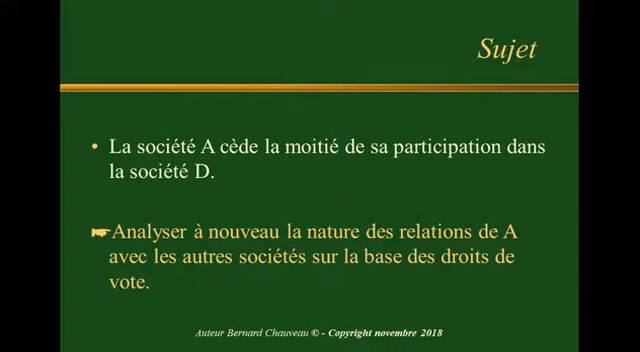 Sujet
• La société A cède la moitié de sa participation dans
la société D.
☛Analyser à nouveau la nature des relations de A
avec les autres sociétés sur la base des droits de
vote.
Auteur Bernard Chauveau © - Copyright novembre 2018